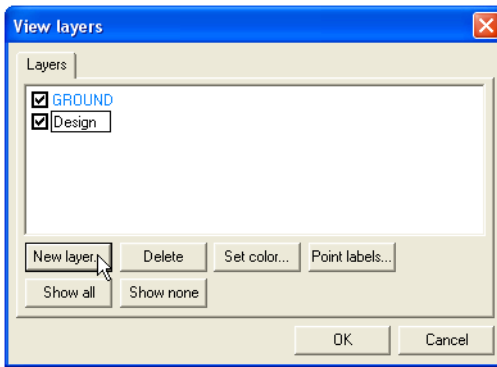 View layers
Layers
GROUND
Design
New layer...
Delete
Set color...
Point labels...
Show all
Show none
OK
Cancel